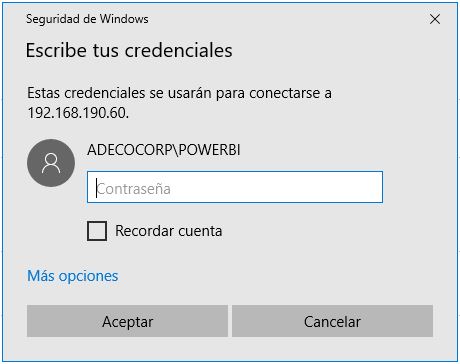 Seguridad de Windows
Escribe tus credenciales
Estas credenciales se usarán para conectarse a
192.168.190.60.
ADECOCORP\POWERBI
Contraseña
Recordar cuenta
Más opciones
Aceptar
Cancelar